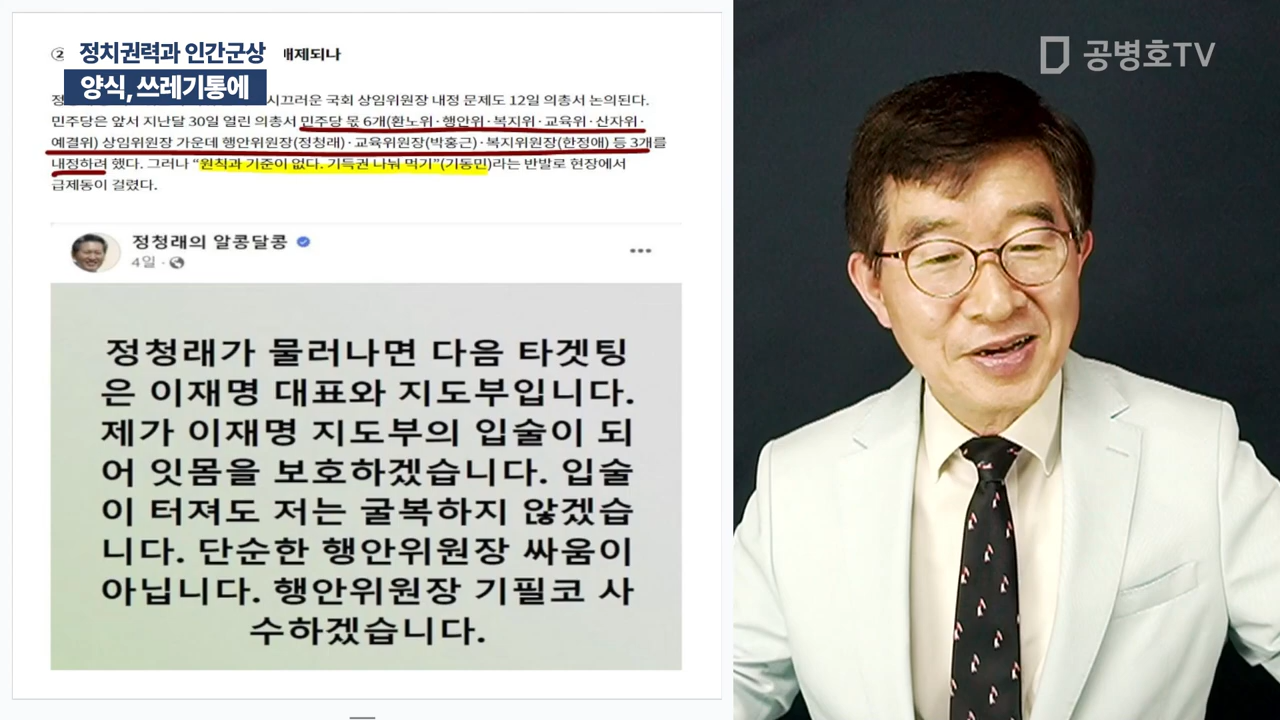 ②
정치권력과 인간군상
양식, 쓰레기통에
배제되나
시끄러운 국회 상임위원장 내정 문제도 12일 의총서 논의된다.
민주당은 앞서 지난달 30일 열린 의총서 민주당 몫 6개(환노위·행안위·복지위·교육위·산자위·
예결위) 상임위원장 가운데 행안위원장(정청래)·교육위원장(박홍근)·복지위원장(한정애) 등 3개를
내정하려 했다. 그러나 “원칙과 기준이 없다. 기득권 나눠 먹기”(기동민)라는 반발로 현장에서
급제동이 걸렸다.
정청래의 알콩달콩
4일 ·
정청래가 물러나면 다음 타겟팅
은 이재명 대표와 지도부입니다.
제가 이재명 지도부의 입술이 되
어 잇몸을 보호하겠습니다. 입술
이 터져도 저는 굴복하지 않겠습
니다. 단순한 행안위원장 싸움이
아닙니다. 행안위원장 기필코 사
수하겠습니다.
공병호TV